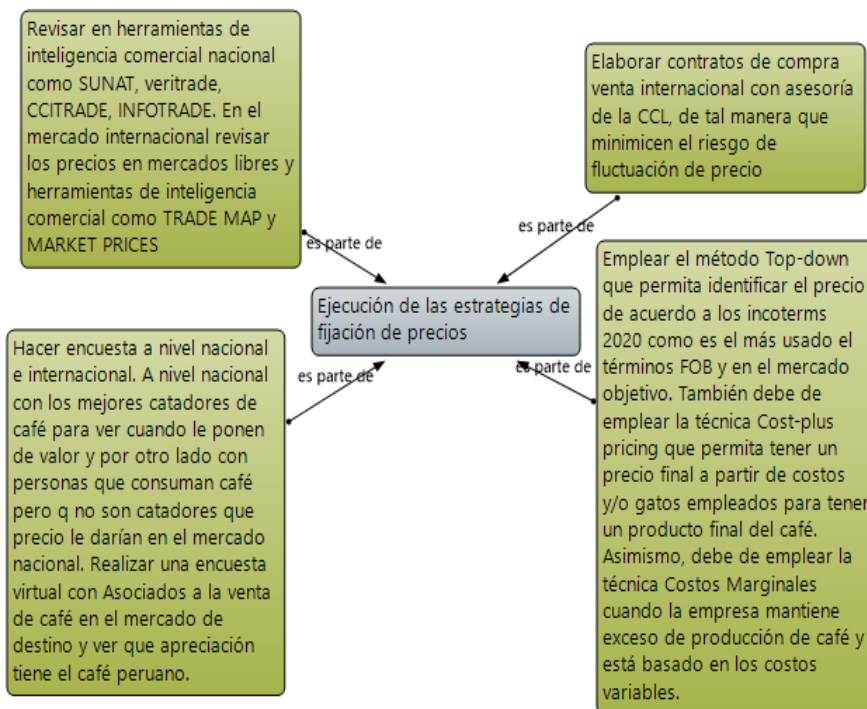 Revisar en herramientas de
inteligencia comercial nacional
como SUNAT, veritrade,
CCITRADE, INFOTRADE. En el
mercado internacional revisar
los precios en mercados libres y
herramientas de inteligencia
comercial como TRADE MAP y
MARKET PRICES
Elaborar contratos de compra
venta internacional con asesoría
de la CCL, de tal manera que
minimicen el riesgo de
fluctuación de precio
es parte de
es parte de
Ejecución de las estrategias de
fijación de precios
es parte de
es parte de
Hacer encuesta a nivel nacional
e internacional. A nivel nacional
con los mejores catadores de
café para ver cuando le ponen
de valor y por otro lado con
personas que consuman café
pero q no son catadores que
precio le darían en el mercado
nacional. Realizar una encuesta
virtual con Asociados a la venta
de café en el mercado de
destino y ver que apreciación
tiene el café peruano.
Emplear el método Top-down
que permita identificar el precio
de acuerdo a los incoterms
2020 como es el más usado el
términos FOB y en el mercado
objetivo. También debe de
emplear la técnica Cost-plus
pricing que permita tener un
precio final a partir de costos
y/o gatos empleados para tener
un producto final del café.
Asimismo, debe de emplear la
técnica Costos Marginales
cuando la empresa mantiene
exceso de producción de café y
está basado en los costos
variables.